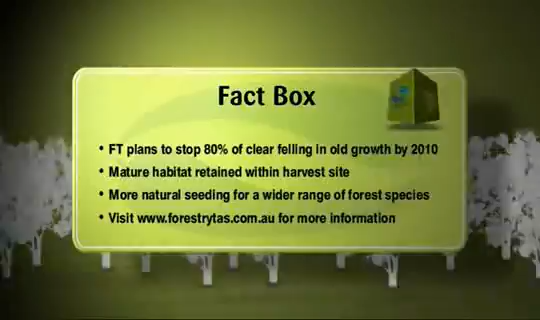 Fact Box
• FT plans to stop 80% of clear felling in old growth by 2010
• Mature habitat retained within harvest site
• More natural seeding for a wider range of forest species
• Visit www.forestrytas.com.au for more information